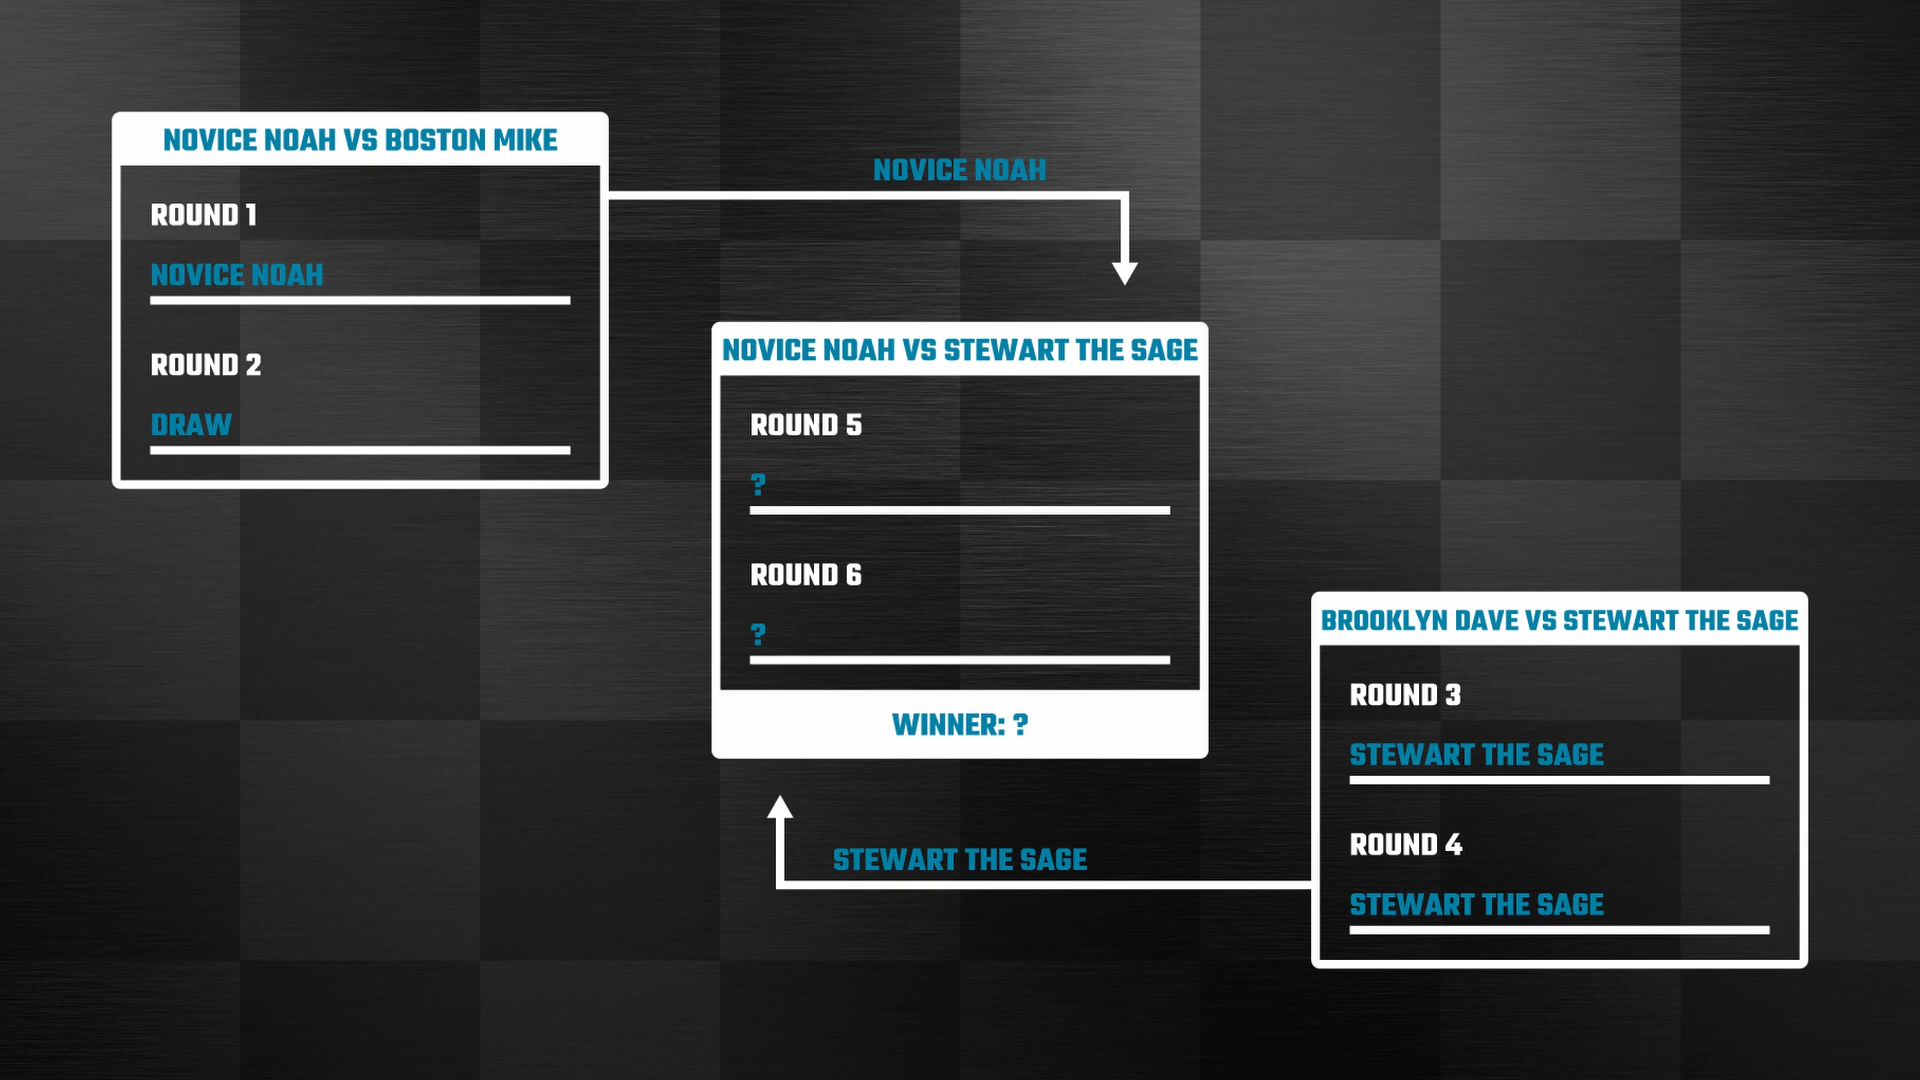 NOVICE NOAH VS BOSTON MIKE
ROUND 1
NOVICE NOAH
ROUND 2
DRAW
NOVICE NOAH
NOVICE NOAH VS STEWART THE SAGE
ROUND 5
?
ROUND 6
?
WINNER: ?
STEWART THE SAGE
BROOKLYN DAVE VS STEWART THE SAGE
ROUND 3
STEWART THE SAGE
ROUND 4
STEWART THE SAGE